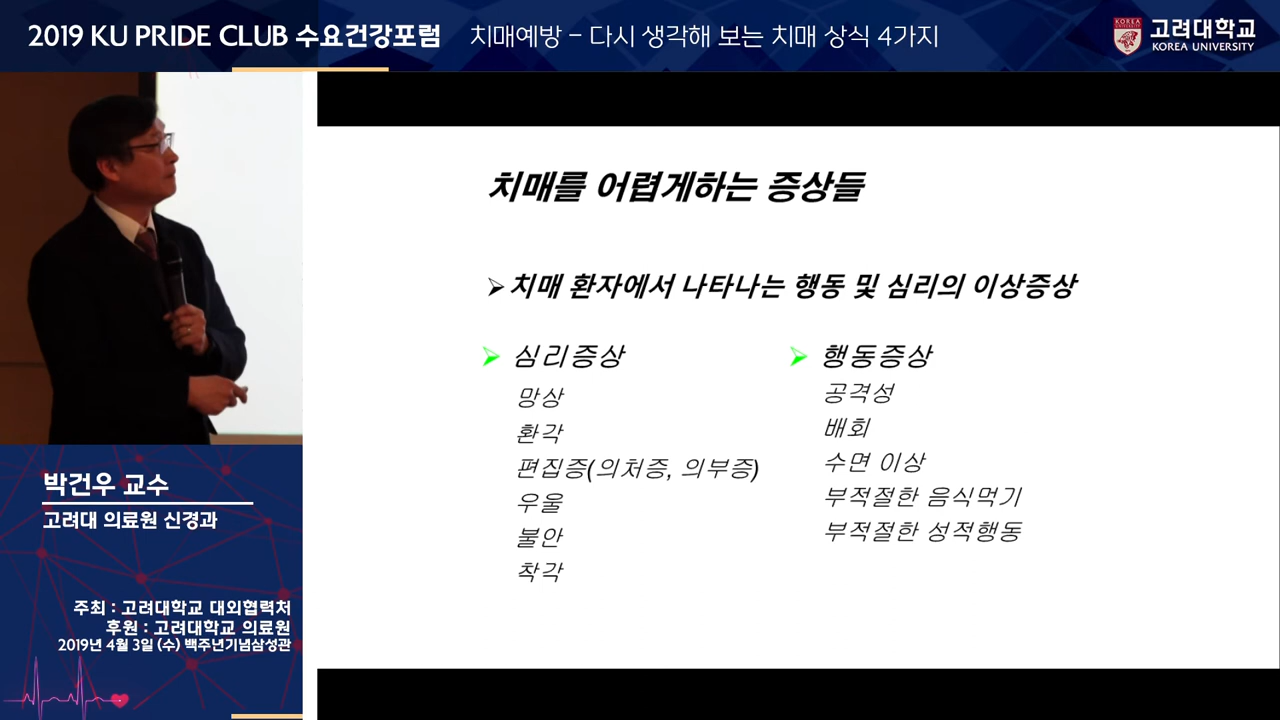 2019 KU PRIDE CLUB 수요건강포럼 치매예방 – 다시 생각해 보는 치매 상식 4가지
KOREA UNIVERSITY
고려대학교
KOREA UNIVERSITY
치매를 어렵게하는 증상들
치매 환자에서 나타나는 행동 및 심리의 이상증상
심리증상
망상
환각
편집증(의처증, 의부증)
우울
불안
착각
행동증상
공격성
배회
수면 이상
부적절한 음식먹기
부적절한 성적행동
박건우 교수
고려대 의료원 신경과
주최 : 고려대학교 대외협력처
후원 : 고려대학교 의료원
2019년 4월 3일 (수) 백주년기념삼성관